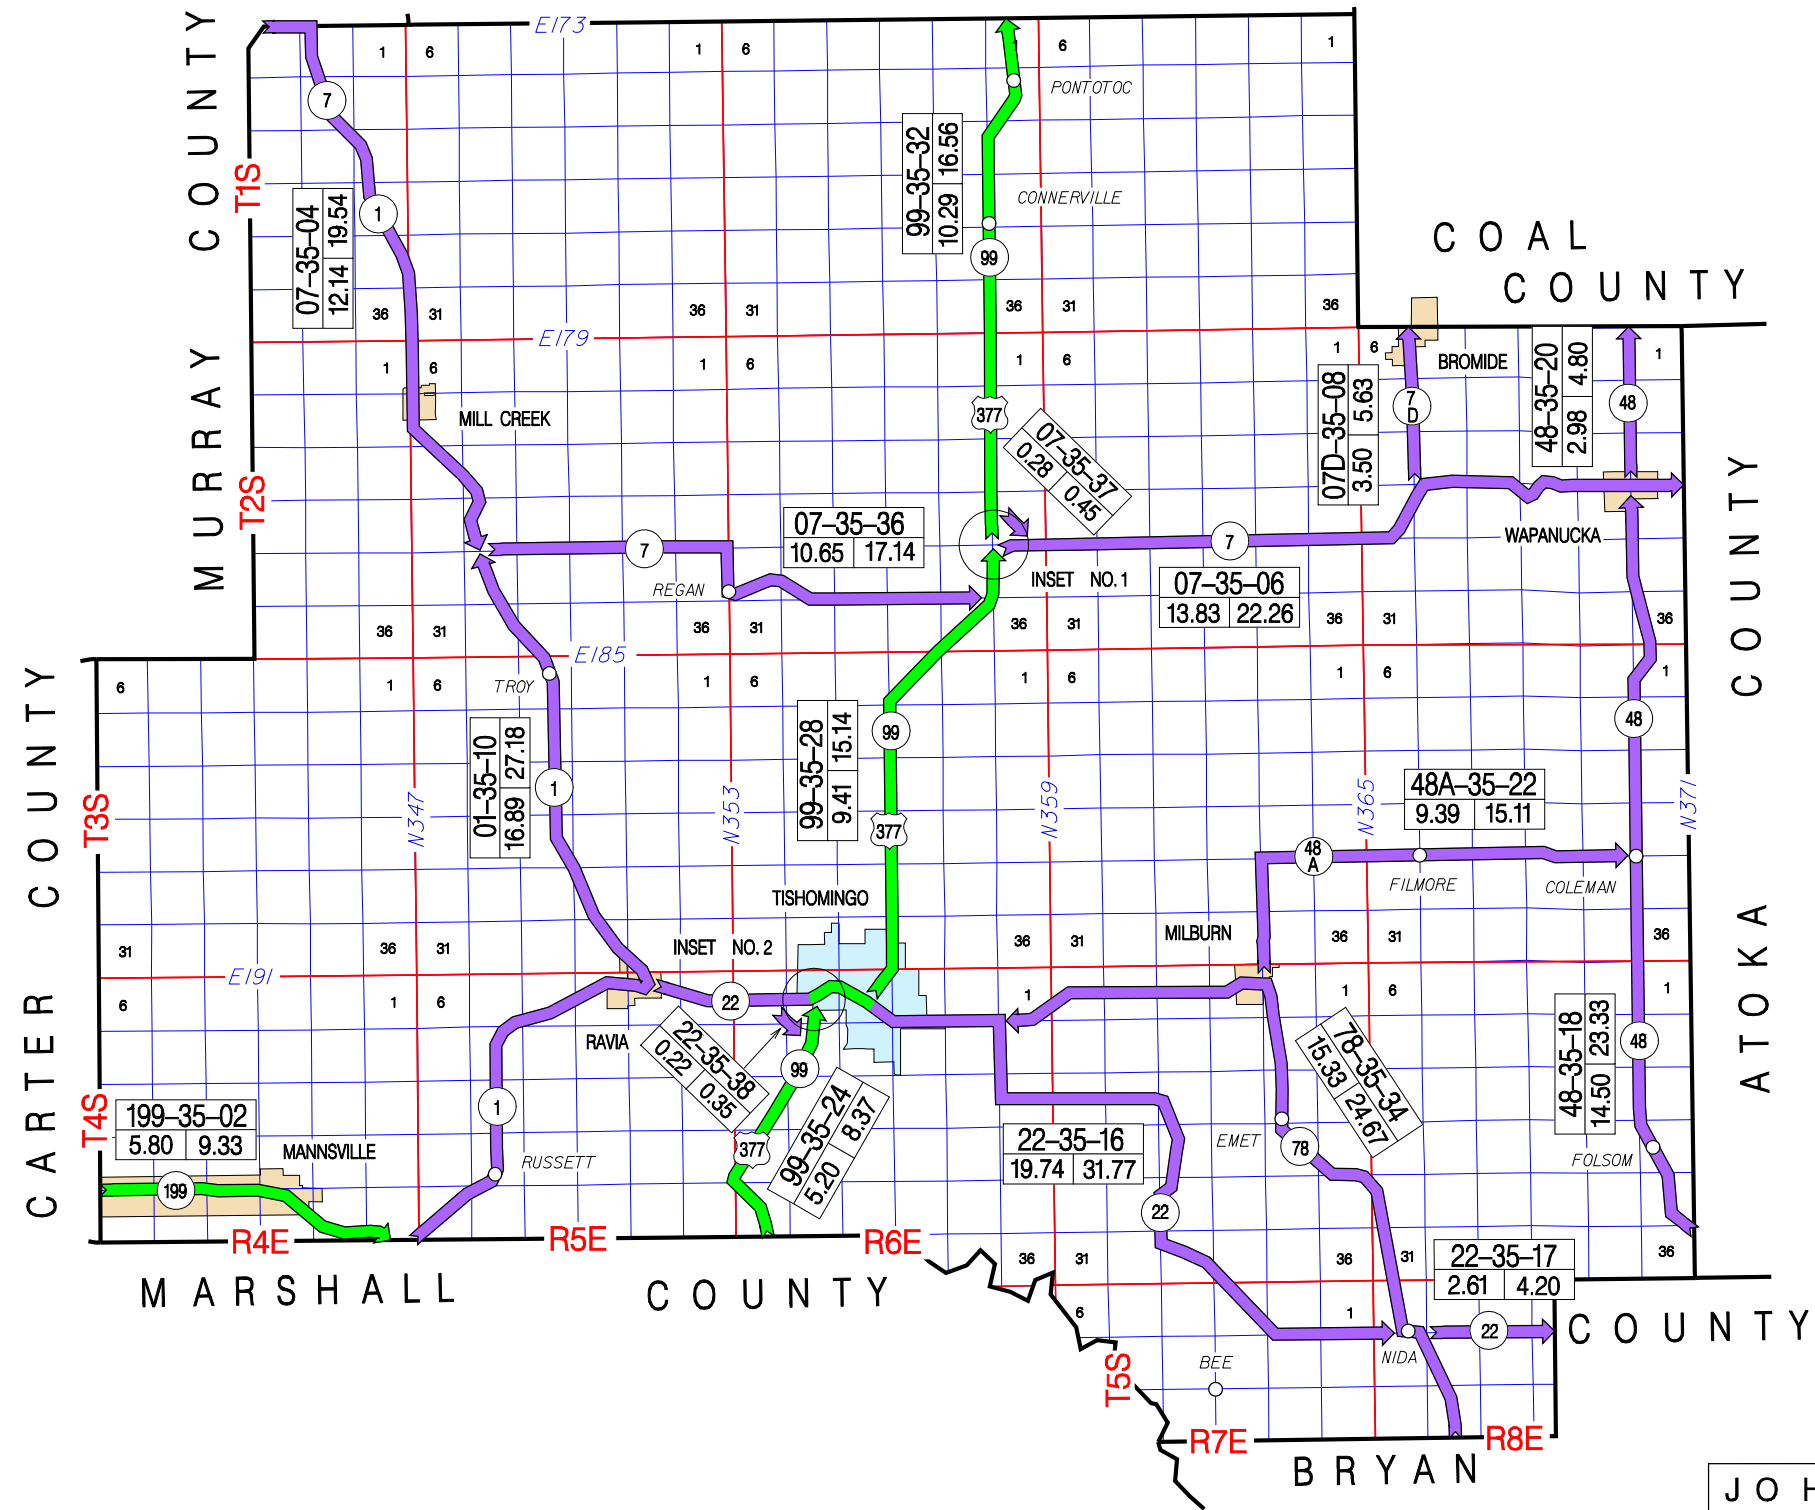 MURRAY COUNTY
CARTER COUNTY
MARSHALL COUNTY
COAL
COUNTY
ATOKA COUNTY
BRYAN
COUNTY
JOH
T1S
T2S
T3S
T4S
T5S
R4E
R5E
R6E
R7E
R8E
E173
E179
E185
E191
N347
N353
N359
N365
N371
1 6 1 6 1 6 1
36 31 36 31 36 31 36
1 6 1 6 1 6 1 6 1
36 31 36 31 36 31 36 31 36
6 1 6 1 6 1 6 1 6 1
31 36 31 36 31 36 31 36
6 1 6 1 1 6 1
36 31 36 31 36
6 1
PONTOTOC
CONNERVILLE
MILL CREEK
BROMIDE
WAPANUCKA
REGAN
TROY
INSET NO. 1
TISHOMINGO
INSET NO. 2
MILBURN
FILMORE
COLEMAN
RAVIA
MANNSVILLE
RUSSETT
EMET
FOLSOM
NIDA
BEE
7
1
99
377
7
D
48
7
7
1
99
377
48
48
A
22
1
99
377
199
22
78
48
22
07–35–04
12.14 19.54
99–35–32
10.29 16.56
07–35–37
0.28 0.45
07D–35–08
3.50 5.63
48–35–20
2.98 4.80
07–35–36
10.65 17.14
07–35–06
13.83 22.26
01–35–10
16.89 27.18
99–35–28
9.41 15.14
48A–35–22
9.39 15.11
22–35–38
0.22 0.35
99–35–24
5.20 8.37
199–35–02
5.80 9.33
22–35–16
19.74 31.77
78–35–34
15.33 24.67
48–35–18
14.50 23.33
22–35–17
2.61 4.20